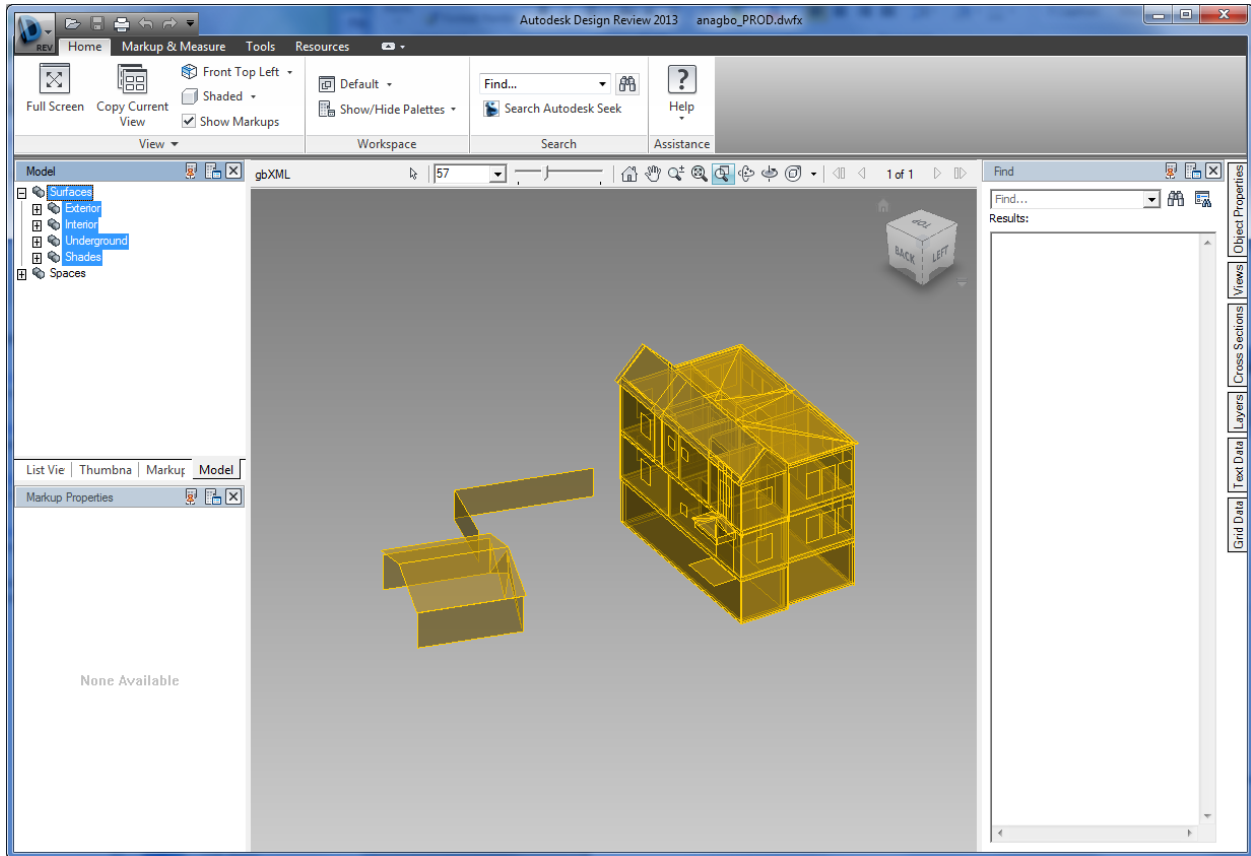 Autodesk Design Review 2013 anagbo_PROD.dwfx
REV
Home Markup & Measure Tools Resources
Full Screen
Copy Current View
Front Top Left
Shaded
Show Markups
View
Default
Show/Hide Palettes
Workspace
Find...
Search Autodesk Seek
Search
Help
Assistance
Model
Surfaces
Exterior
Interior
Underground
Shades
Spaces
List Vie Thumbna Markup Model
Markup Properties
None Available
gbXML 57 1 of 1
TOP
BACK LEFT
Find
Find...
Results:
Object Properties
Views
Cross Sections
Layers
Text Data
Grid Data